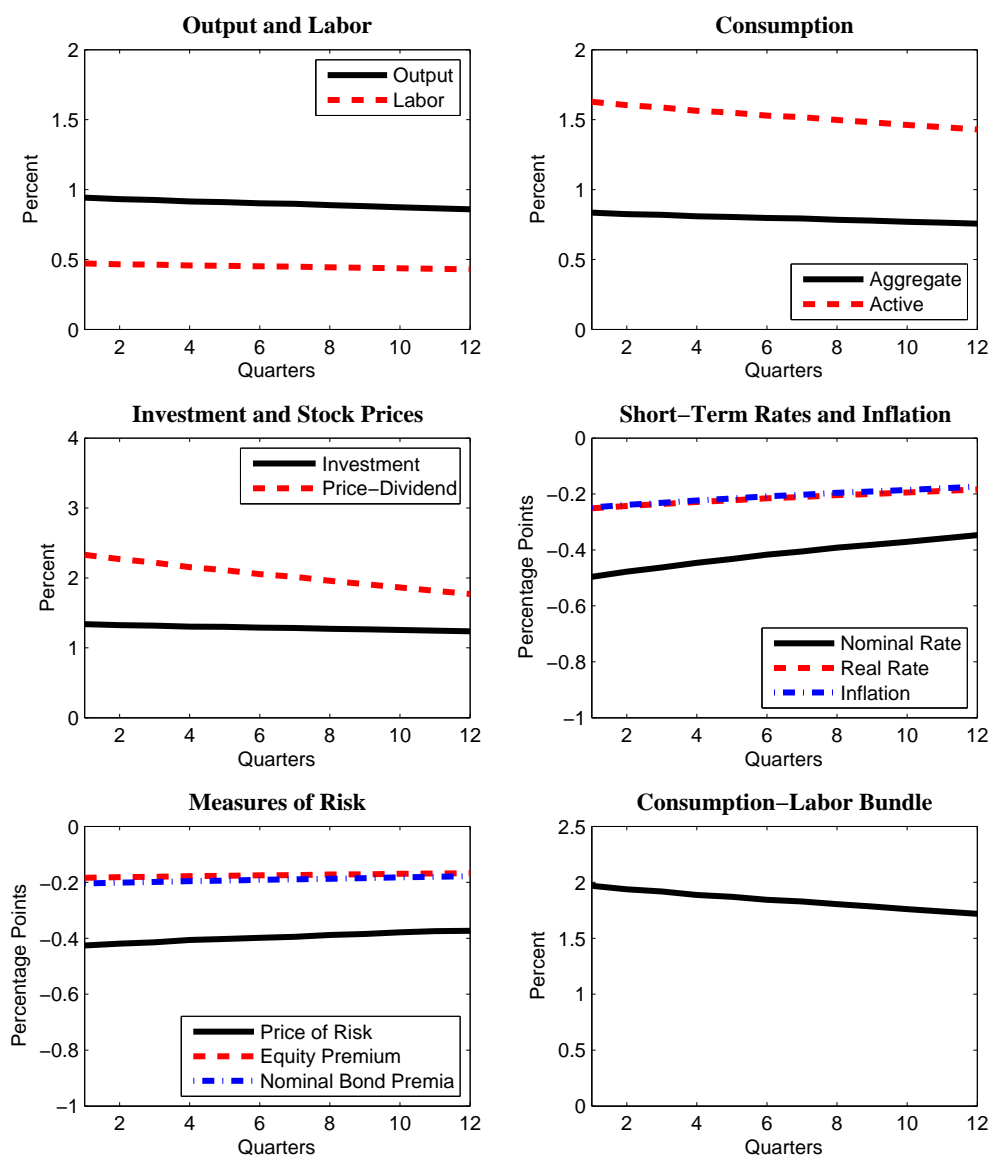 Output and Labor
2
1.5
1
0.5
0
Percent
Output
Labor
2 4 6 8 10 12
Quarters
Consumption
2
1.5
1
0.5
0
Percent
Aggregate
Active
2 4 6 8 10 12
Quarters
Investment and Stock Prices
4
3
2
1
0
Percent
Investment
Price−Dividend
2 4 6 8 10 12
Quarters
Short−Term Rates and Inflation
0
−0.2
−0.4
−0.6
−0.8
−1
Percentage Points
Nominal Rate
Real Rate
Inflation
2 4 6 8 10 12
Quarters
Measures of Risk
0
−0.2
−0.4
−0.6
−0.8
−1
Percentage Points
Price of Risk
Equity Premium
Nominal Bond Premia
2 4 6 8 10 12
Quarters
Consumption−Labor Bundle
2.5
2
1.5
1
0.5
0
Percent
2 4 6 8 10 12
Quarters